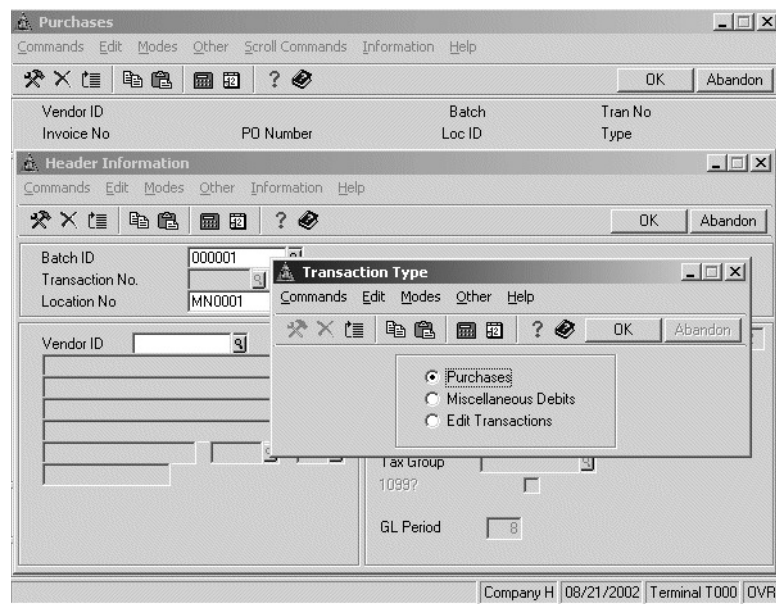 Purchases
Commands Edit Modes Other Scroll Commands Information Help
? OK Abandon
Vendor ID Batch Tran No
Invoice No PO Number Loc ID Type
Header Information
Commands Edit Modes Other Information Help
? OK Abandon
Batch ID 000001
Transaction No.
Location No MN0001
Transaction Type
Commands Edit Modes Other Help
? OK Abandon
Purchases
Miscellaneous Debits
Edit Transactions
Vendor ID
Tax Group
1099?
GL Period 8
Company H 08/21/2002 Terminal T000 OVR